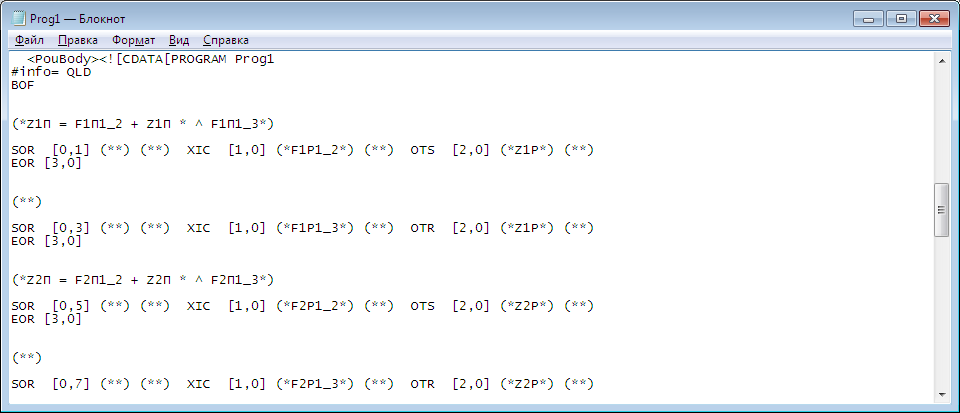 Prog1 — Блокнот
Файл Правка Формат Вид Справка
<PouBody><![CDATA[PROGRAM Prog1
#info= QLD
BOF
(*Z1П = F1П1_2 + Z1П * ^ F1П1_3*)
SOR [0,1] (**) (**) XIC [1,0] (*F1P1_2*) (**) OTS [2,0] (*Z1P*) (**)
EOR [3,0]
(**)
SOR [0,3] (**) (**) XIC [1,0] (*F1P1_3*) (**) OTR [2,0] (*Z1P*) (**)
EOR [3,0]
(*Z2П = F2П1_2 + Z2П * ^ F2П1_3*)
SOR [0,5] (**) (**) XIC [1,0] (*F2P1_2*) (**) OTS [2,0] (*Z2P*) (**)
EOR [3,0]
(**)
SOR [0,7] (**) (**) XIC [1,0] (*F2P1_3*) (**) OTR [2,0] (*Z2P*) (**)